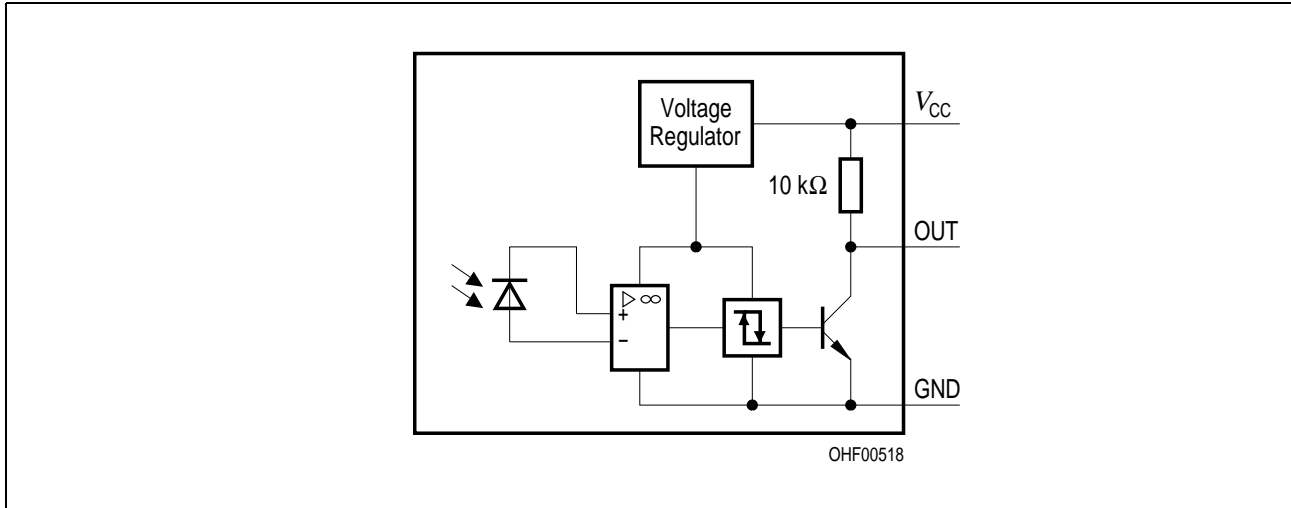 Voltage
Regulator
V_CC
10 kΩ
OUT
▷ ∞
+
−
GND
OHF00518